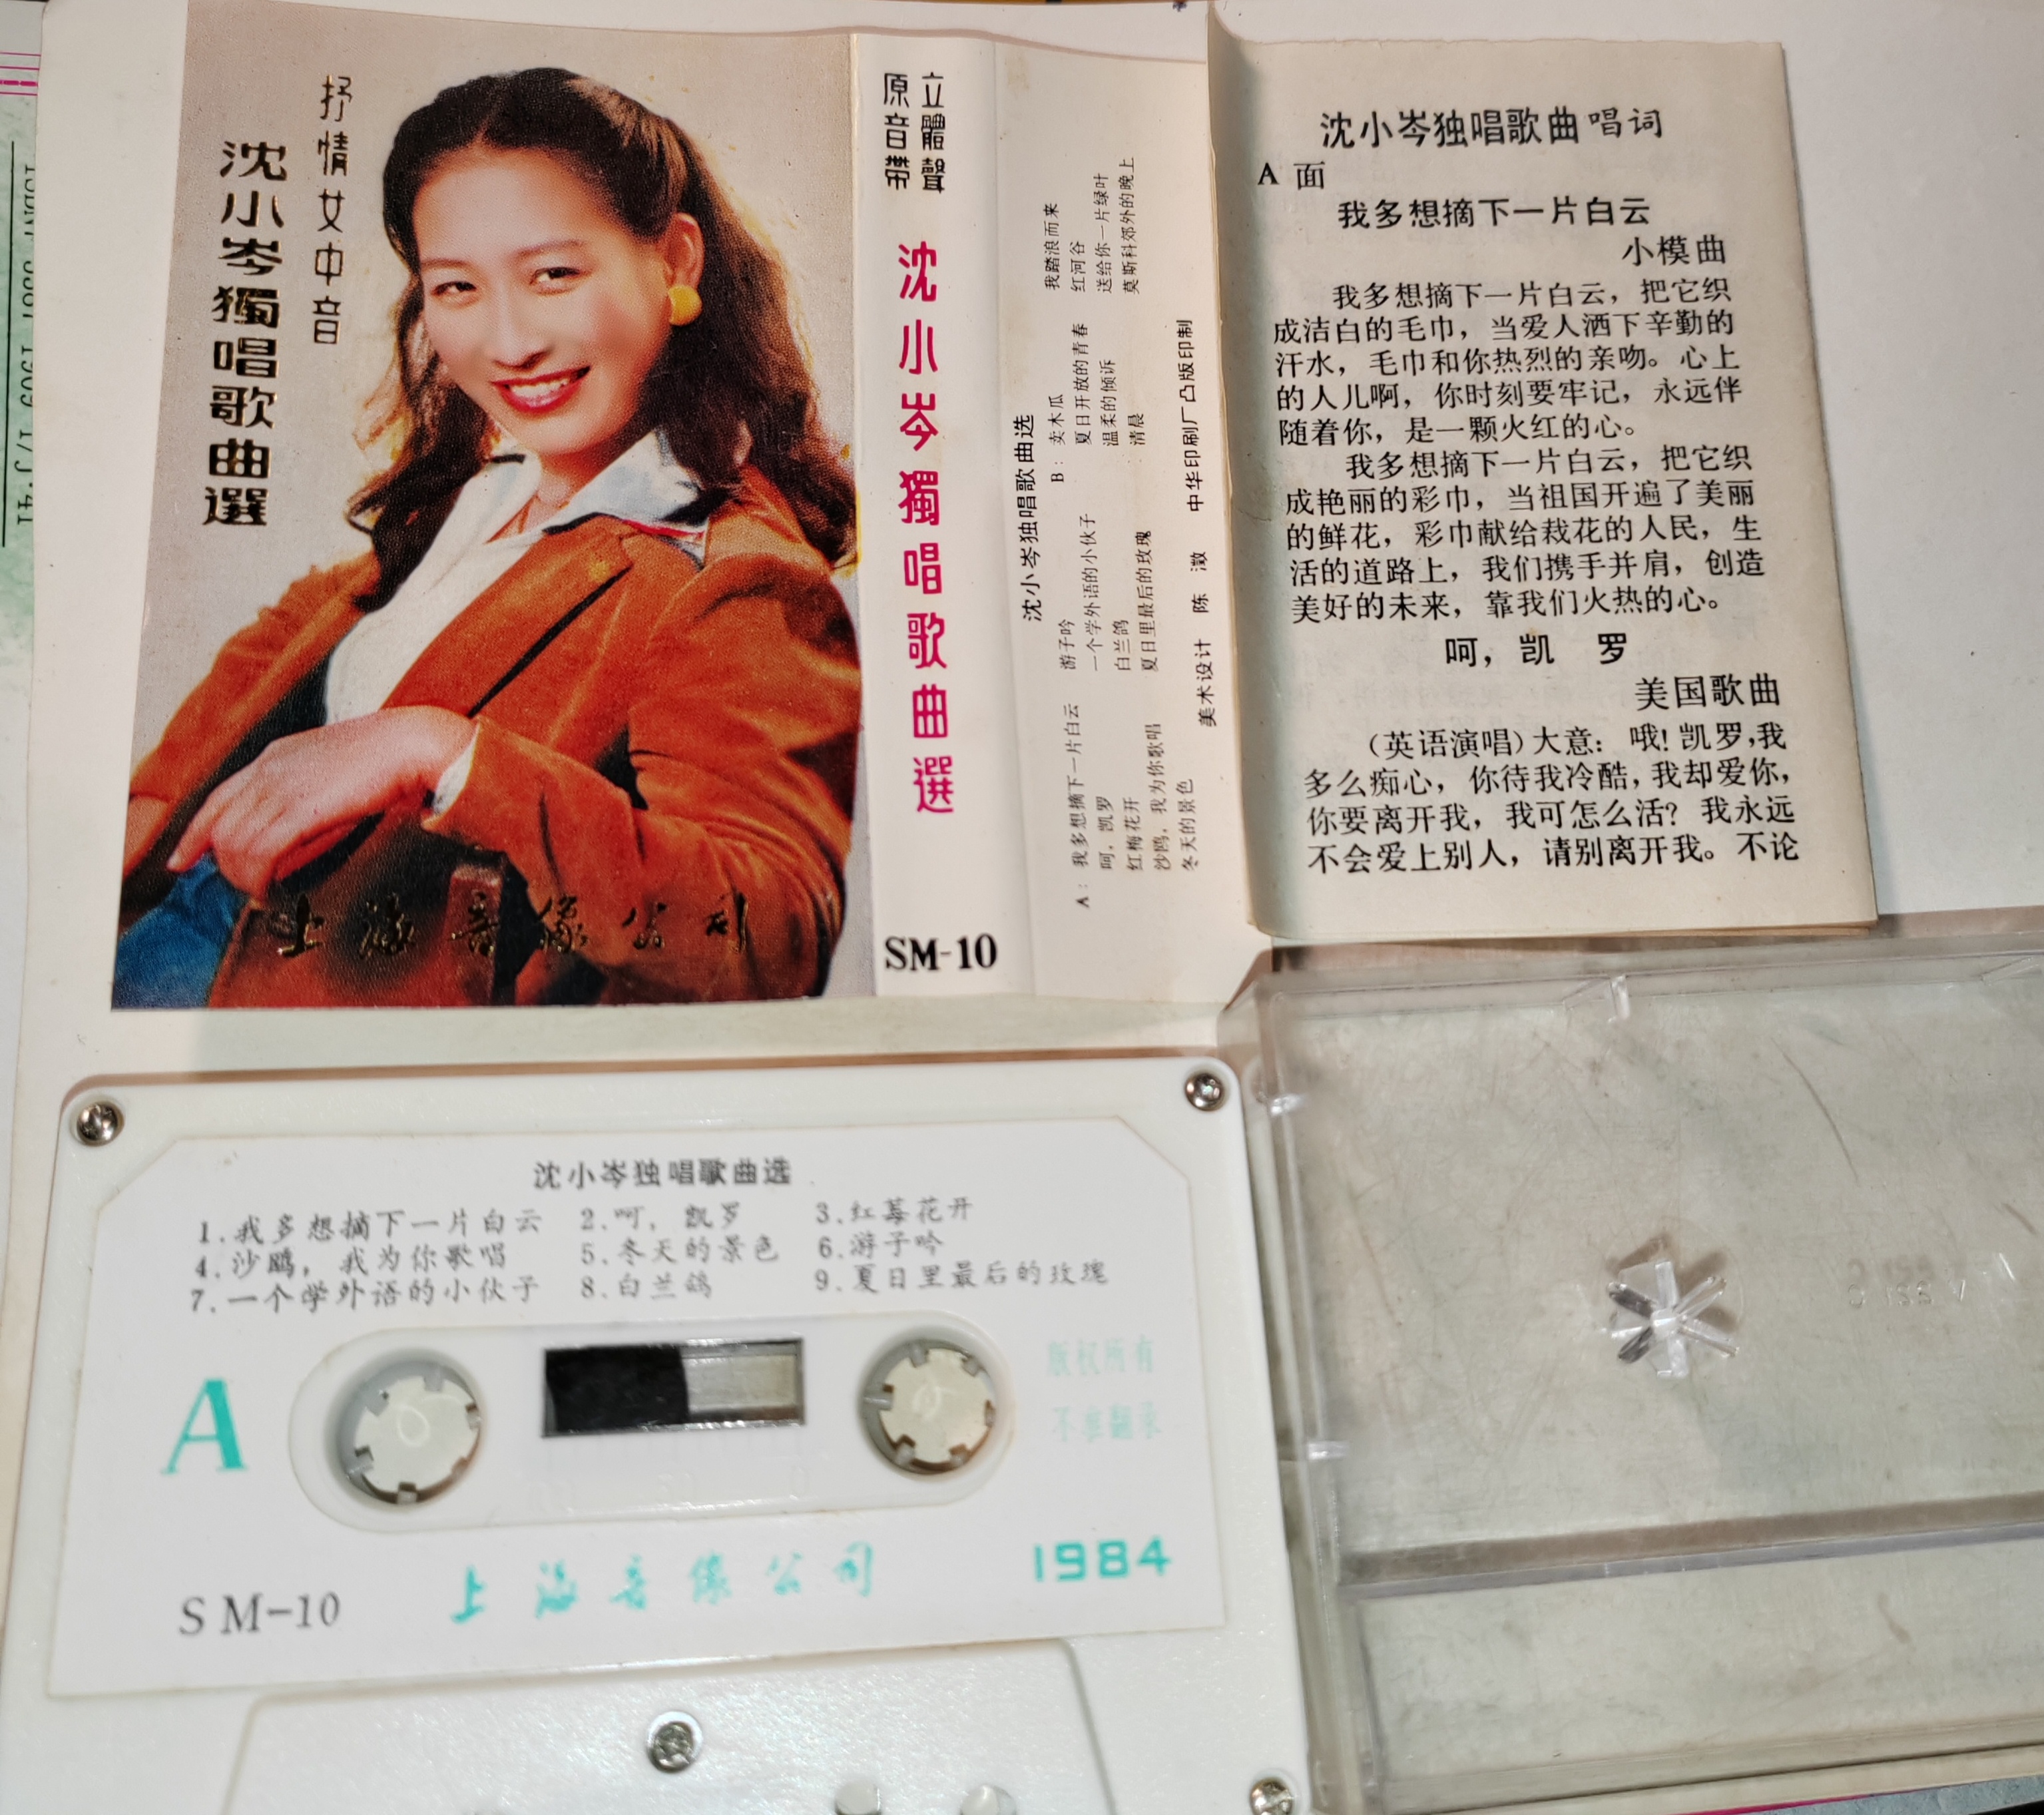 抒情女中音
沈小岑獨唱歌曲選
上海音像公司
立體聲
原音帶
沈小岑獨唱歌曲選
SM-10
沈小岑独唱歌曲选
A：我多想摘下一片白云 游子吟
呵，凯罗 一个学外语的小伙子
红梅花开 白兰鸽
沙鸥，我为你歌唱 夏日里最后的玫瑰
冬天的景色
B：卖木瓜 我踏浪而来
夏日开放的青春 红河谷
温柔的倾诉 送给你一片绿叶
清晨 莫斯科郊外的晚上
美术设计 陈 澂 中华印刷厂凸版印制
沈小岑独唱歌曲唱词
A 面
我多想摘下一片白云
小模曲
我多想摘下一片白云，把它织
成洁白的毛巾，当爱人洒下辛勤的
汗水，毛巾和你热烈的亲吻。心上
的人儿啊，你时刻要牢记，永远伴
随着你，是一颗火红的心。
我多想摘下一片白云，把它织
成艳丽的彩巾，当祖国开遍了美丽
的鲜花，彩巾献给栽花的人民，生
活的道路上，我们携手并肩，创造
美好的未来，靠我们火热的心。
呵，凯 罗
美国歌曲
（英语演唱）大意：哦！凯罗，我
多么痴心，你待我冷酷，我却爱你，
你要离开我，我可怎么活？我永远
不会爱上别人，请别离开我。不论
沈小岑独唱歌曲选
1.我多想摘下一片白云 2.呵，凯罗 3.红莓花开
4.沙鸥，我为你歌唱 5.冬天的景色 6.游子吟
7.一个学外语的小伙子 8.白兰鸽 9.夏日里最后的玫瑰
A
版权所有
不准翻录
SM-10
上海音像公司
1984